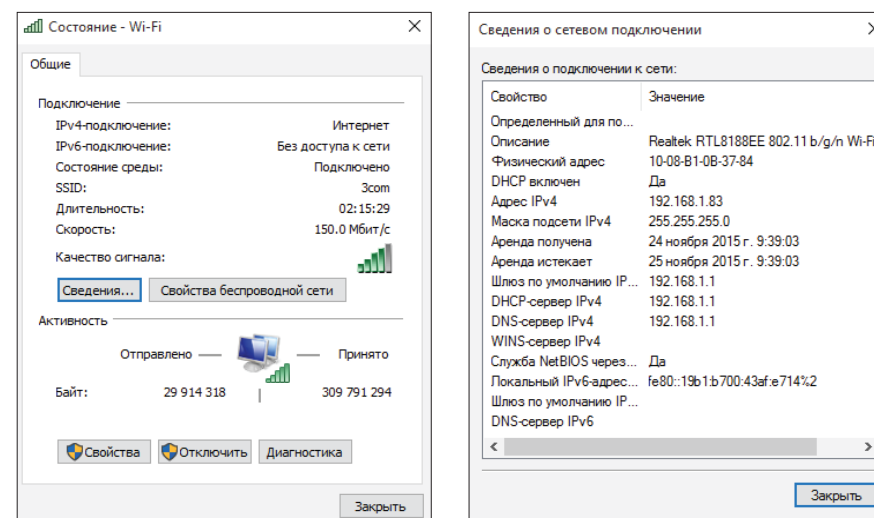 Состояние - Wi-Fi
Общие
Подключение
IPv4-подключение: Интернет
IPv6-подключение: Без доступа к сети
Состояние среды: Подключено
SSID: 3com
Длительность: 02:15:29
Скорость: 150.0 Мбит/с
Качество сигнала:
Сведения... Свойства беспроводной сети
Активность
Отправлено Принято
Байт: 29 914 318 309 791 294
Свойства Отключить Диагностика
Закрыть
Сведения о сетевом подключении
Сведения о подключении к сети:
Свойство Значение
Определенный для по...
Описание Realtek RTL8188EE 802.11 b/g/n Wi-Fi
Физический адрес 10-08-B1-0B-37-84
DHCP включен Да
Адрес IPv4 192.168.1.83
Маска подсети IPv4 255.255.255.0
Аренда получена 24 ноября 2015 г. 9:39:03
Аренда истекает 25 ноября 2015 г. 9:39:03
Шлюз по умолчанию IP... 192.168.1.1
DHCP-сервер IPv4 192.168.1.1
DNS-сервер IPv4 192.168.1.1
WINS-сервер IPv4
Служба NetBIOS через... Да
Локальный IPv6-адрес... fe80::19b1:b700:43af:e714%2
Шлюз по умолчанию IP...
DNS-сервер IPv6
Закрыть